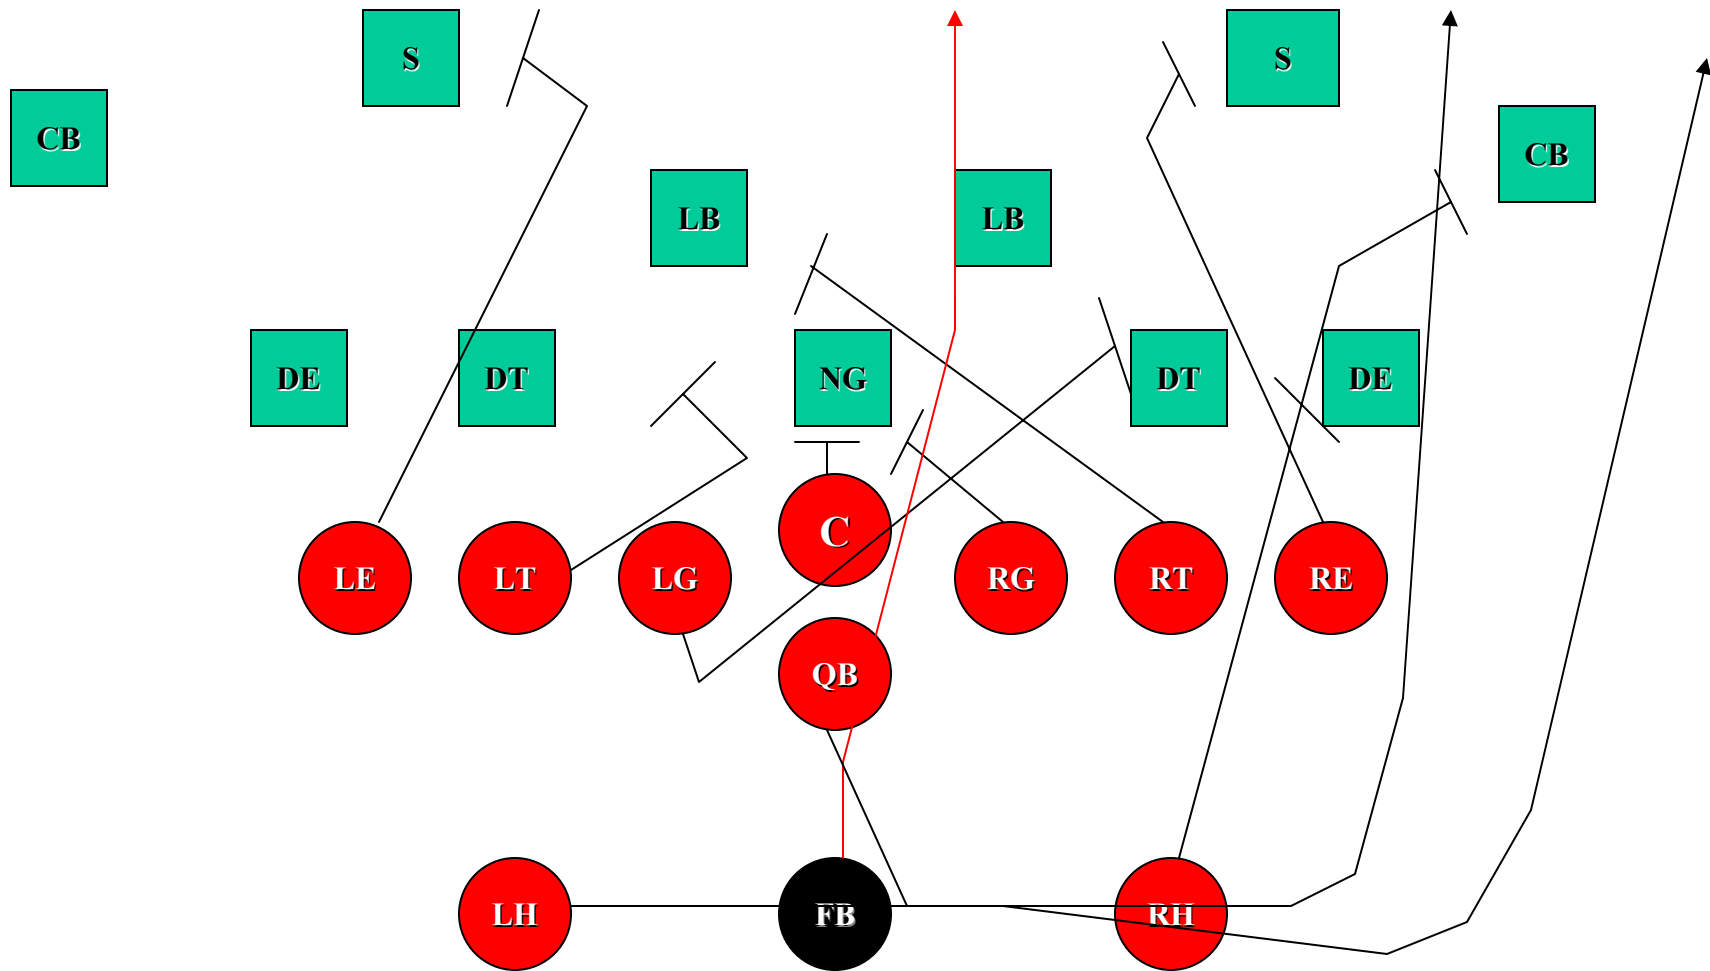 S
S
CB
CB
LB
LB
DE
DT
NG
DT
DE
C
LE
LT
LG
RG
RT
RE
QB
LH
FB
RH